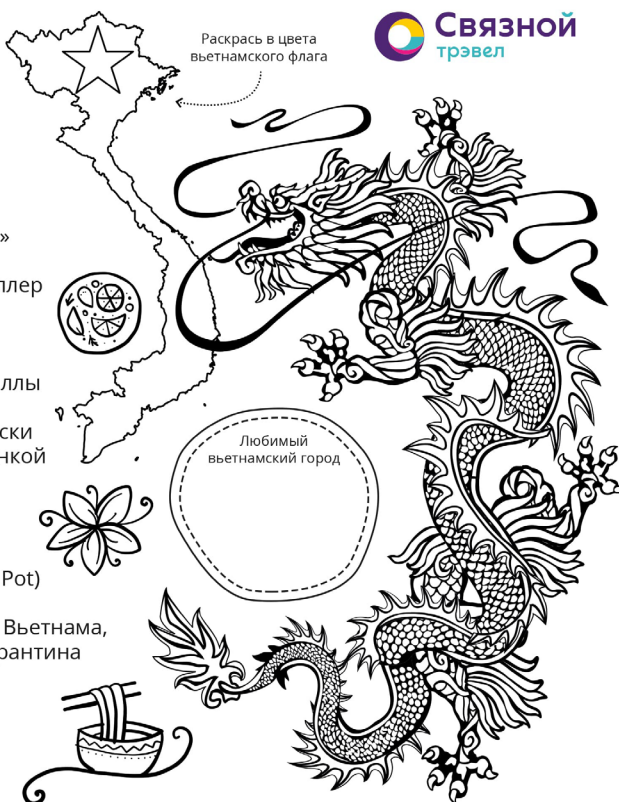 Связной
трэвел
Раскрась в цвета
вьетнамского флага
»
ллер
ллы
ски
нкой
Любимый
вьетнамский город
Pot)
Вьетнама,
рантина